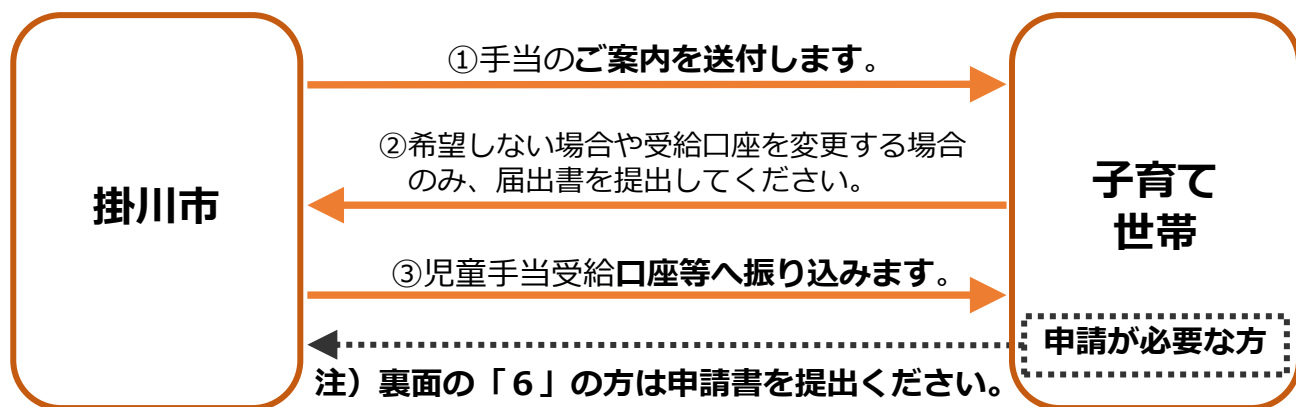 ①手当のご案内を送付します。
②希望しない場合や受給口座を変更する場合
のみ、届出書を提出してください。
掛川市
子育て
世帯
③児童手当受給口座等へ振り込みます。
申請が必要な方
注）裏面の「６」の方は申請書を提出ください。